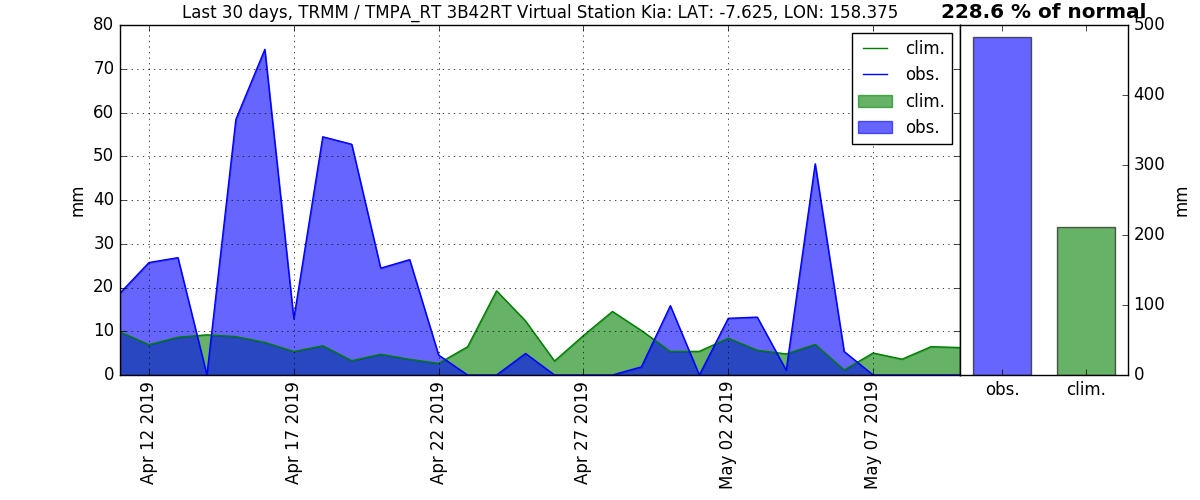 Last 30 days, TRMM / TMPA_RT 3B42RT Virtual Station Kia: LAT: -7.625, LON: 158.375
228.6 % of normal
80
70
60
50
40
30
20
10
0
mm
clim.
obs.
clim.
obs.
Apr 12 2019
Apr 17 2019
Apr 22 2019
Apr 27 2019
May 02 2019
May 07 2019
500
400
300
200
100
0
mm
obs.
clim.